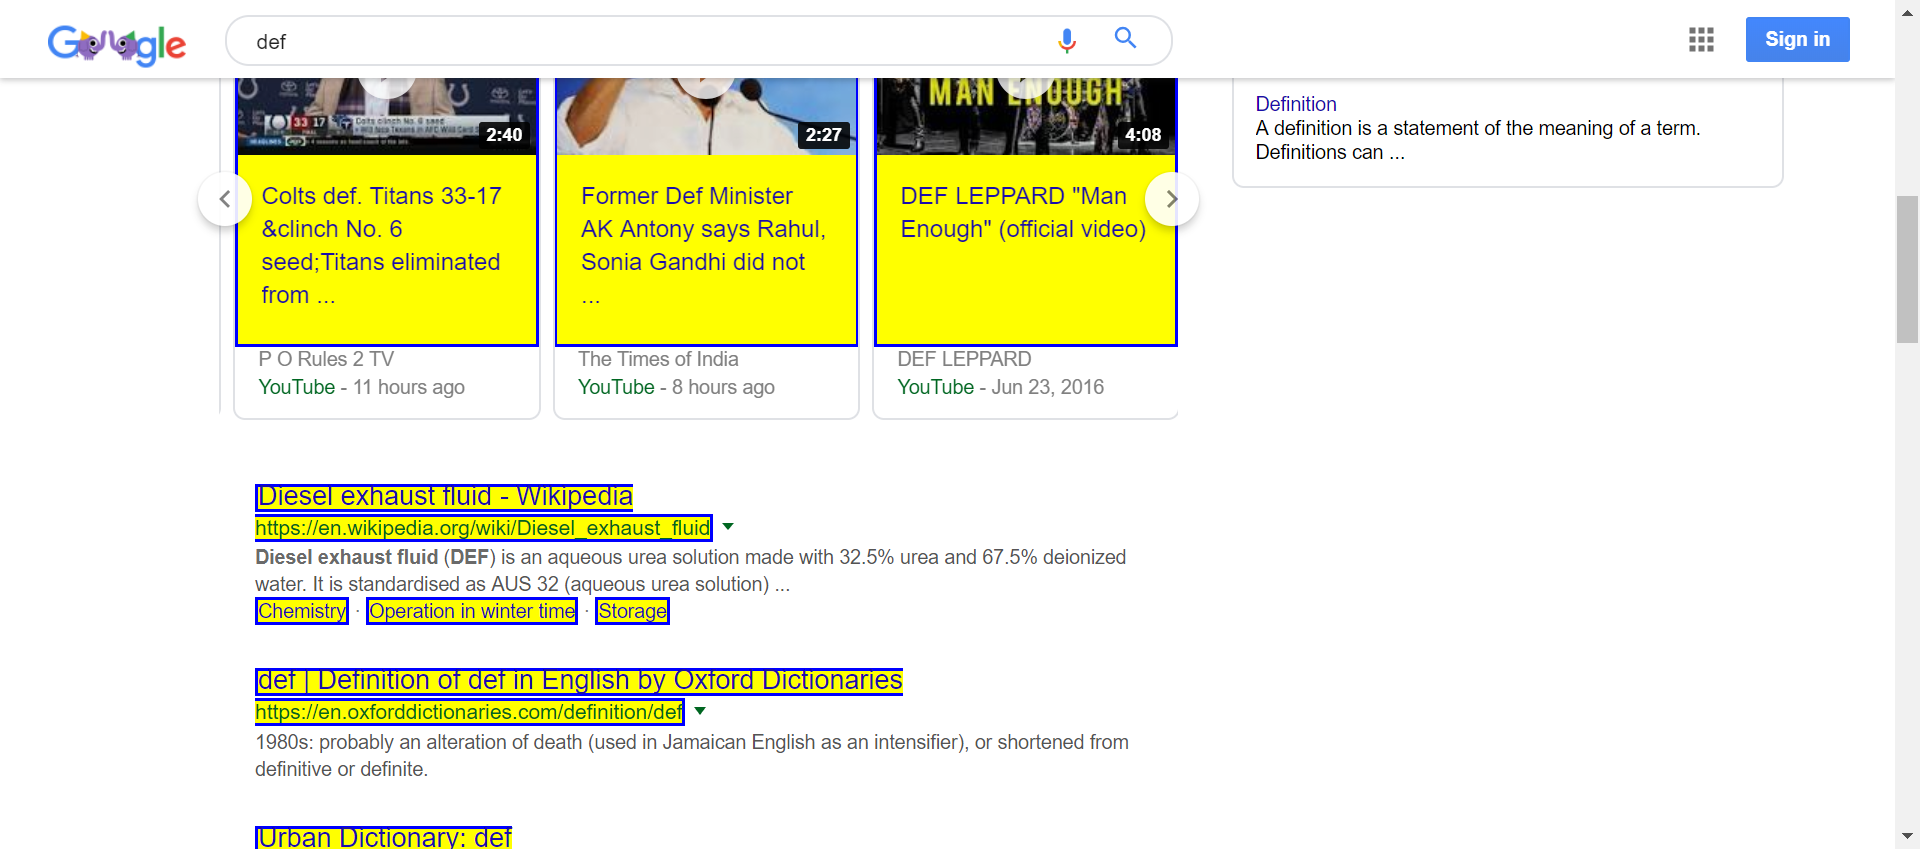 Google
def
Sign in
33 17
Colts clinch No. 6 seed
HEADLINES
2:40
2:27
MAN ENOUGH
4:08
Definition
A definition is a statement of the meaning of a term.
Definitions can ...
Colts def. Titans 33-17
&clinch No. 6
seed;Titans eliminated
from ...
Former Def Minister
AK Antony says Rahul,
Sonia Gandhi did not
...
DEF LEPPARD "Man
Enough" (official video)
P O Rules 2 TV
YouTube - 11 hours ago
The Times of India
YouTube - 8 hours ago
DEF LEPPARD
YouTube - Jun 23, 2016
Diesel exhaust fluid - Wikipedia
https://en.wikipedia.org/wiki/Diesel_exhaust_fluid
Diesel exhaust fluid (DEF) is an aqueous urea solution made with 32.5% urea and 67.5% deionized
water. It is standardised as AUS 32 (aqueous urea solution) ...
Chemistry · Operation in winter time · Storage
def | Definition of def in English by Oxford Dictionaries
https://en.oxforddictionaries.com/definition/def
1980s: probably an alteration of death (used in Jamaican English as an intensifier), or shortened from
definitive or definite.
Urban Dictionary: def